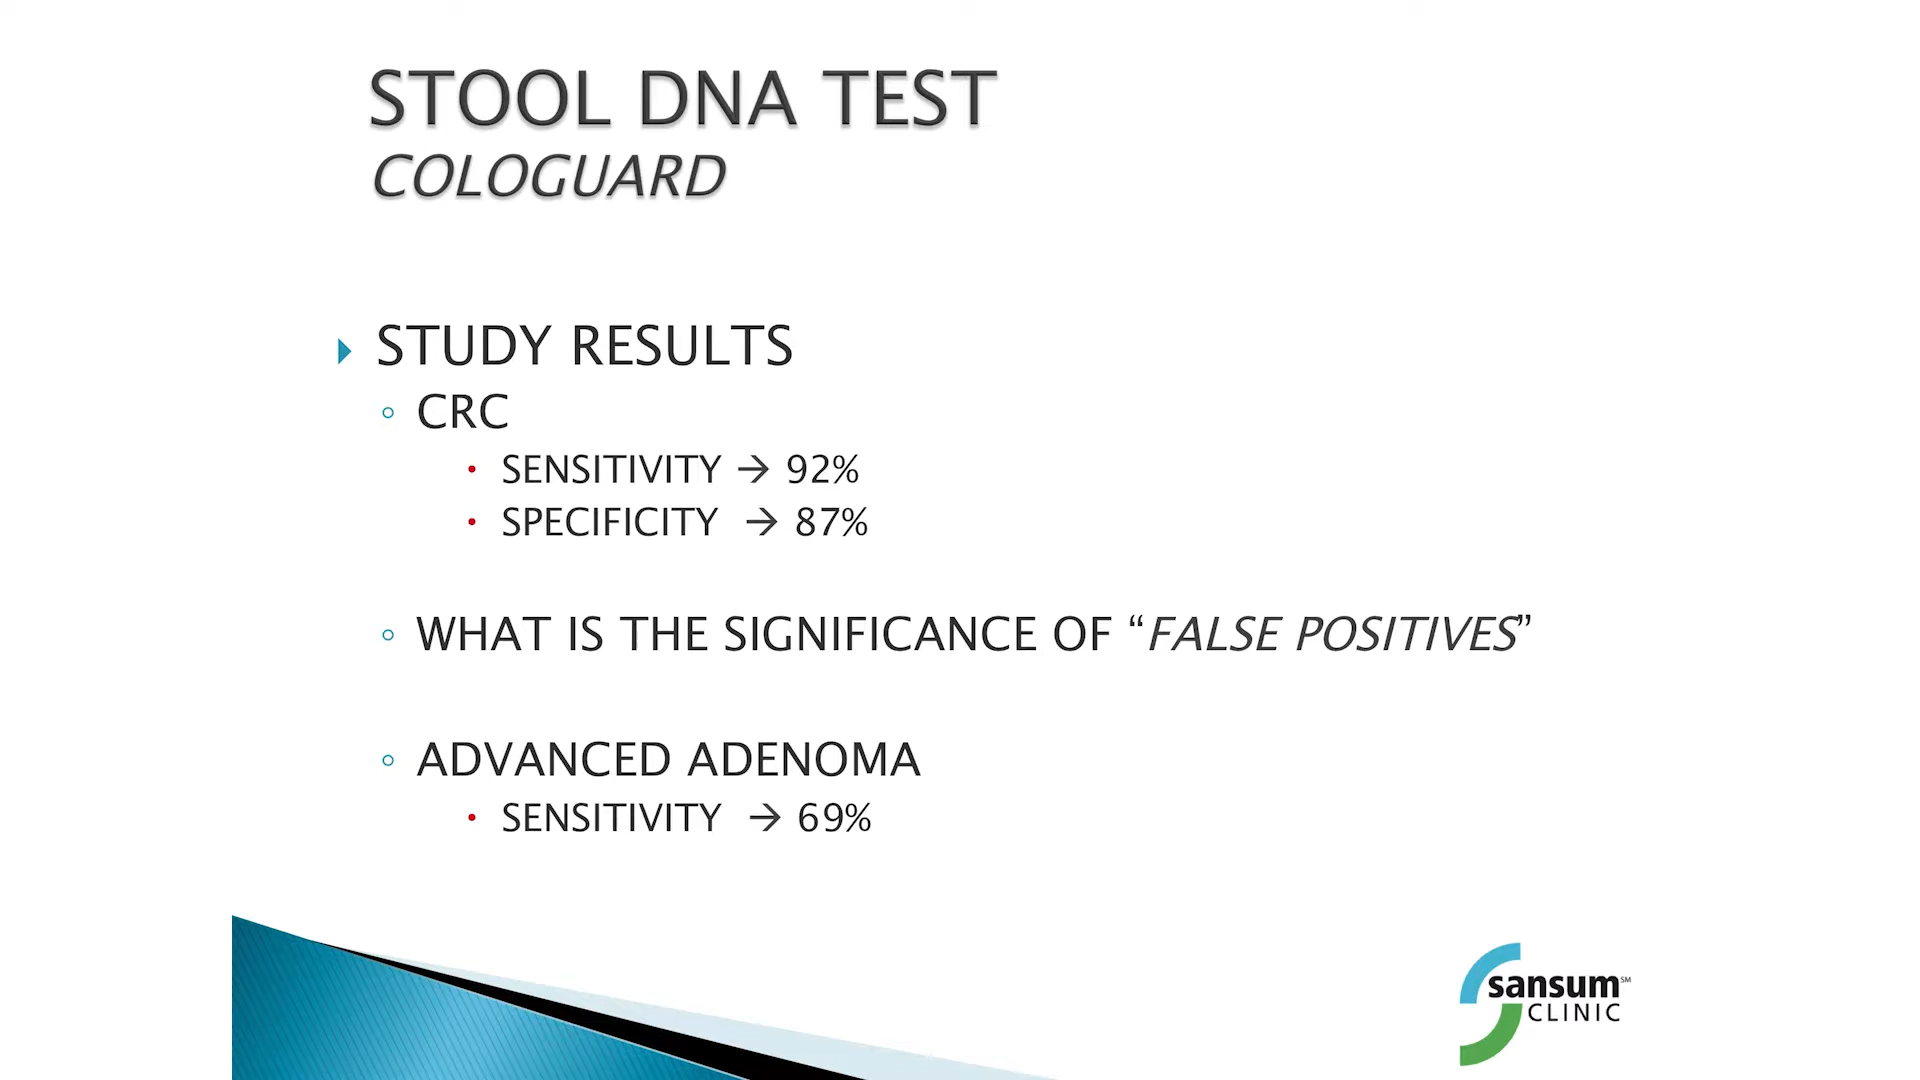 STOOL DNA TEST
COLOGUARD
STUDY RESULTS
CRC
SENSITIVITY → 92%
SPECIFICITY → 87%
WHAT IS THE SIGNIFICANCE OF “FALSE POSITIVES”
ADVANCED ADENOMA
SENSITIVITY → 69%
sansum℠
CLINIC